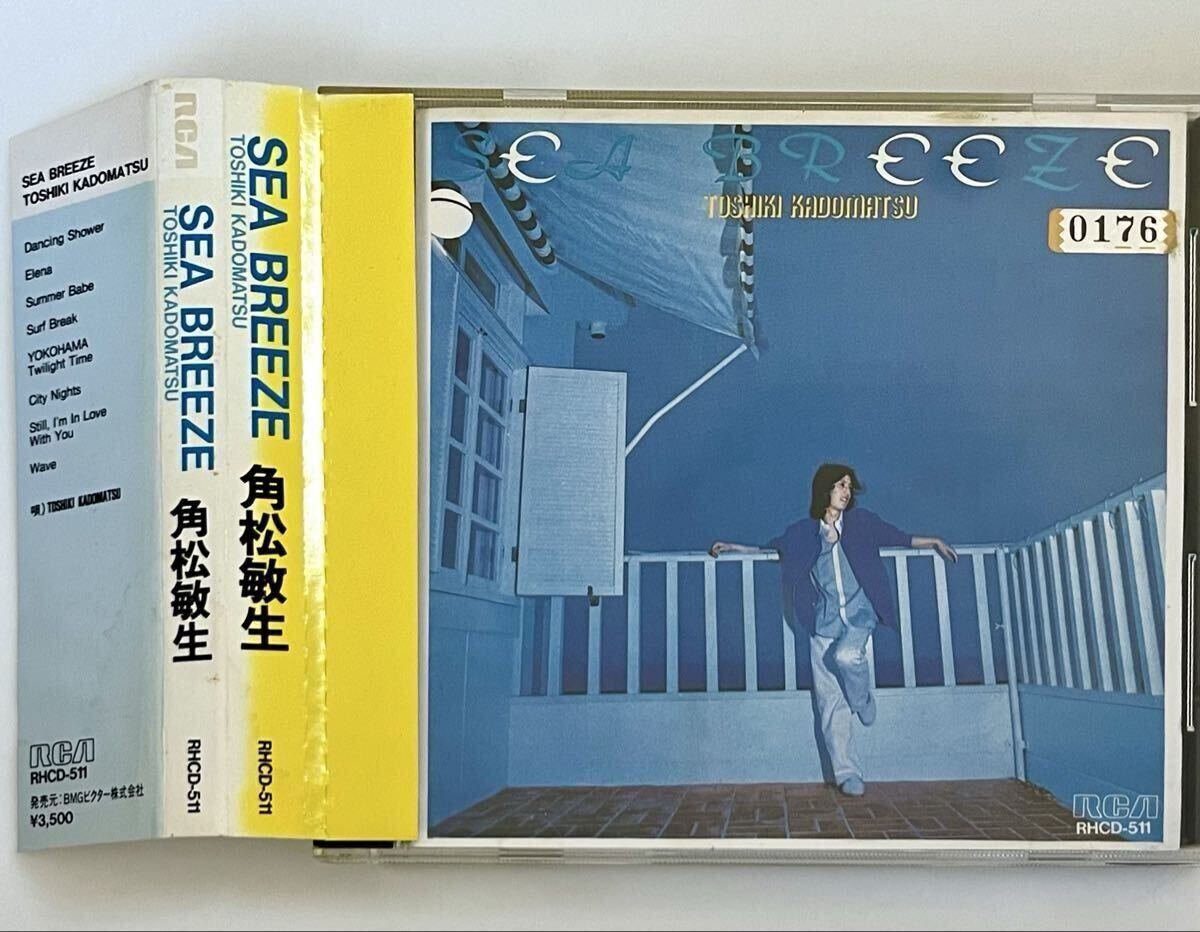 SEA BREEZE
TOSHIKI KADOMATSU
Dancing Shower
Elena
Summer Babe
Surf Break
YOKOHAMA
Twilight Time
City Nights
Still, I'm In Love
With You
Wave
唄) TOSHIKI KADOMATSU
RCA
RHCD-511
発売元:BMGビクター株式会社
¥3,500
RCA
SEA BREEZE
TOSHIKI KADOMATSU
角松敏生
RHCD-511
SEA BREEZE
TOSHIKI KADOMATSU
角松敏生
RHCD-511
SEA BREEZE
TOSHIKI KADOMATSU
0176
RCA
RHCD-511